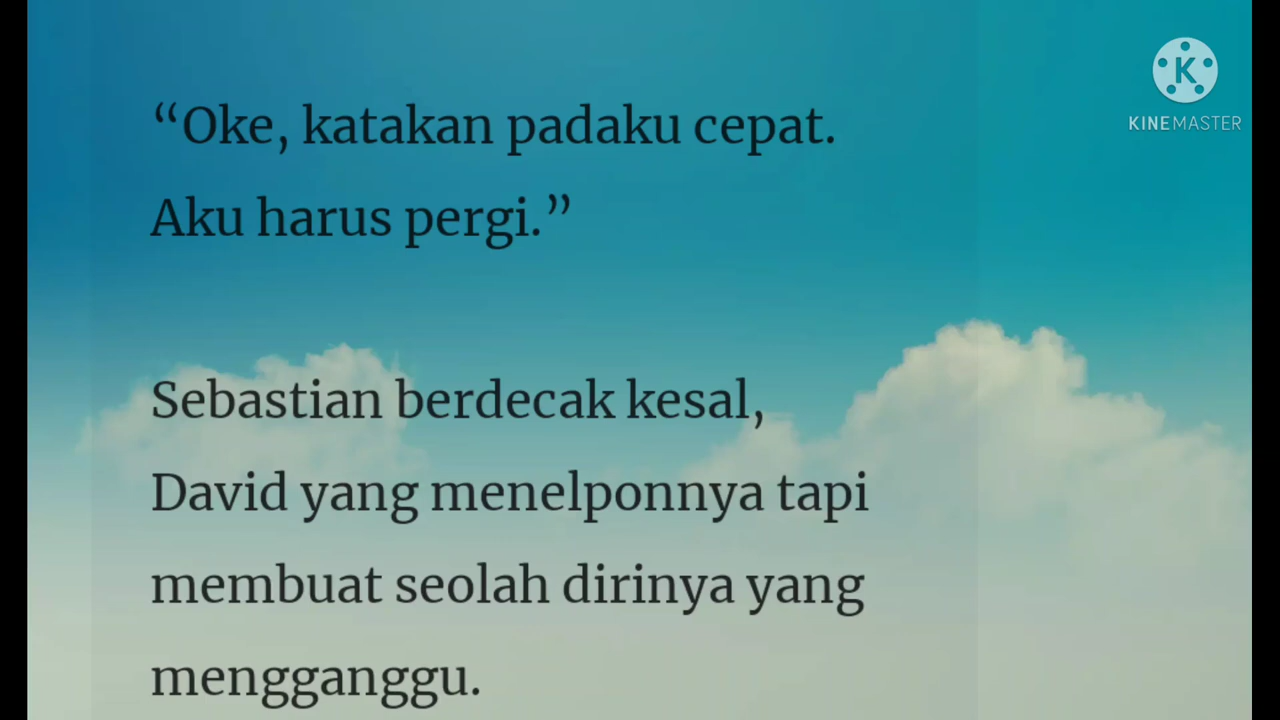 “Oke, katakan padaku cepat.
Aku harus pergi.”
Sebastian berdecak kesal,
David yang menelponnya tapi
membuat seolah dirinya yang
mengganggu.
K
KINEMASTER